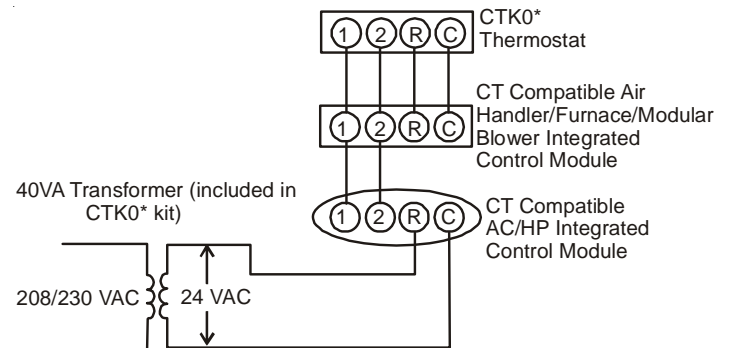 1 2 R C
CTK0*
Thermostat
1 2 R C
CT Compatible Air
Handler/Furnace/Modular
Blower Integrated
Control Module
40VA Transformer (included in
CTK0* kit)
1 2 R C
CT Compatible
AC/HP Integrated
Control Module
208/230 VAC
24 VAC